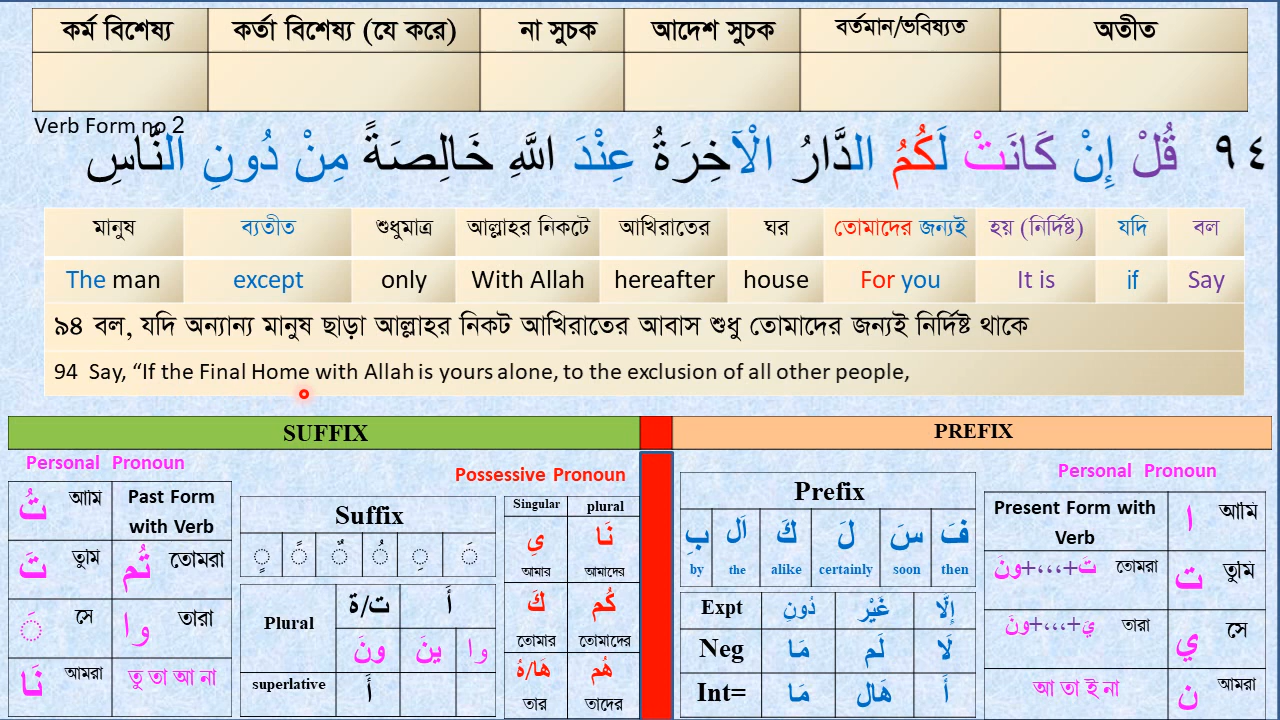 কর্ম বিশেষ্য কর্তা বিশেষ্য (যে করে) না সুচক আদেশ সুচক বর্তমান/ভবিষ্যত অতীত
Verb Form no 2
٩٤ قُلْ إِنْ كَانَتْ لَكُمُ الدَّارُ الْآخِرَةُ عِنْدَ اللَّهِ خَالِصَةً مِنْ دُونِ النَّاسِ
মানুষ ব্যতীত শুধুমাত্র আল্লাহর নিকটে আখিরাতের ঘর তোমাদের জন্যই হয় (নির্দিষ্ট) যদি বল
The man except only With Allah hereafter house For you It is if Say
৯৪ বল, যদি অন্যান্য মানুষ ছাড়া আল্লাহর নিকট আখিরাতের আবাস শুধু তোমাদের জন্যই নির্দিষ্ট থাকে
94 Say, “If the Final Home with Allah is yours alone, to the exclusion of all other people,
SUFFIX
Personal Pronoun
تُ আমি Past Form with Verb
تَ তুমি تُم তোমরা
◌َ সে وا তারা
نَا আমরা তু তা আ না
Suffix
◌ٍ ◌ً ◌ٌ ◌ُ ◌ِ ◌َ
Plural ت/ة أَ
ونَ ينَ وا
superlative أَ
Possessive Pronoun
Singular plural
يِ نَا
আমার আমাদের
كَ كُم
তোমার তোমাদের
هَا/هُ هُم
তার তাদের
PREFIX
Prefix
بِ اَل كَ لَ سَ فَ
by the alike certainly soon then
Expt دُونِ غَيْر إِلَّا
Neg مَا لَم لَا
Int= مَا هَال أَ
Personal Pronoun
Present Form with Verb ا আমি
تَ+،،،+ونَ তোমরা ت তুমি
يَ+،،،+ونَ তারা ي সে
আ তা ই না ن আমরা